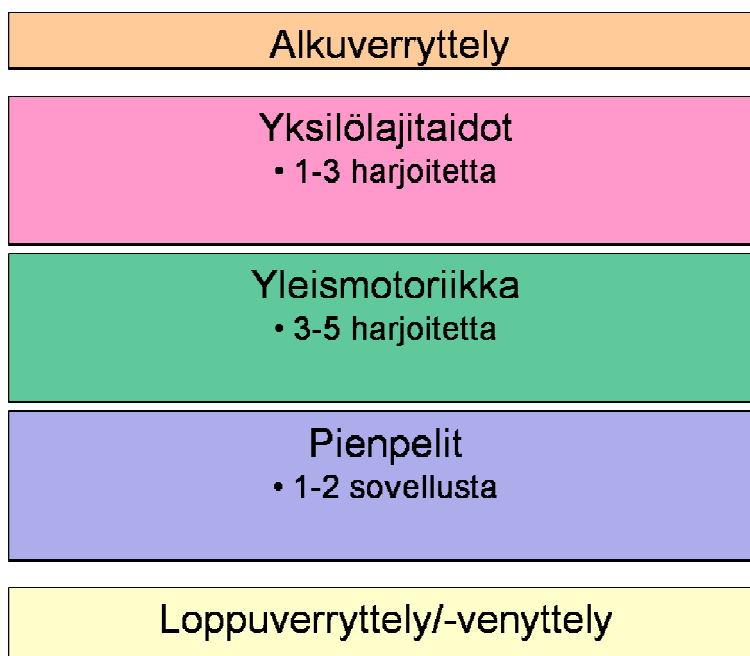 Alkuverryttely
Yksilölajitaidot
• 1-3 harjoitetta
Yleismotoriikka
• 3-5 harjoitetta
Pienpelit
• 1-2 sovellusta
Loppuverryttely/-venyttely